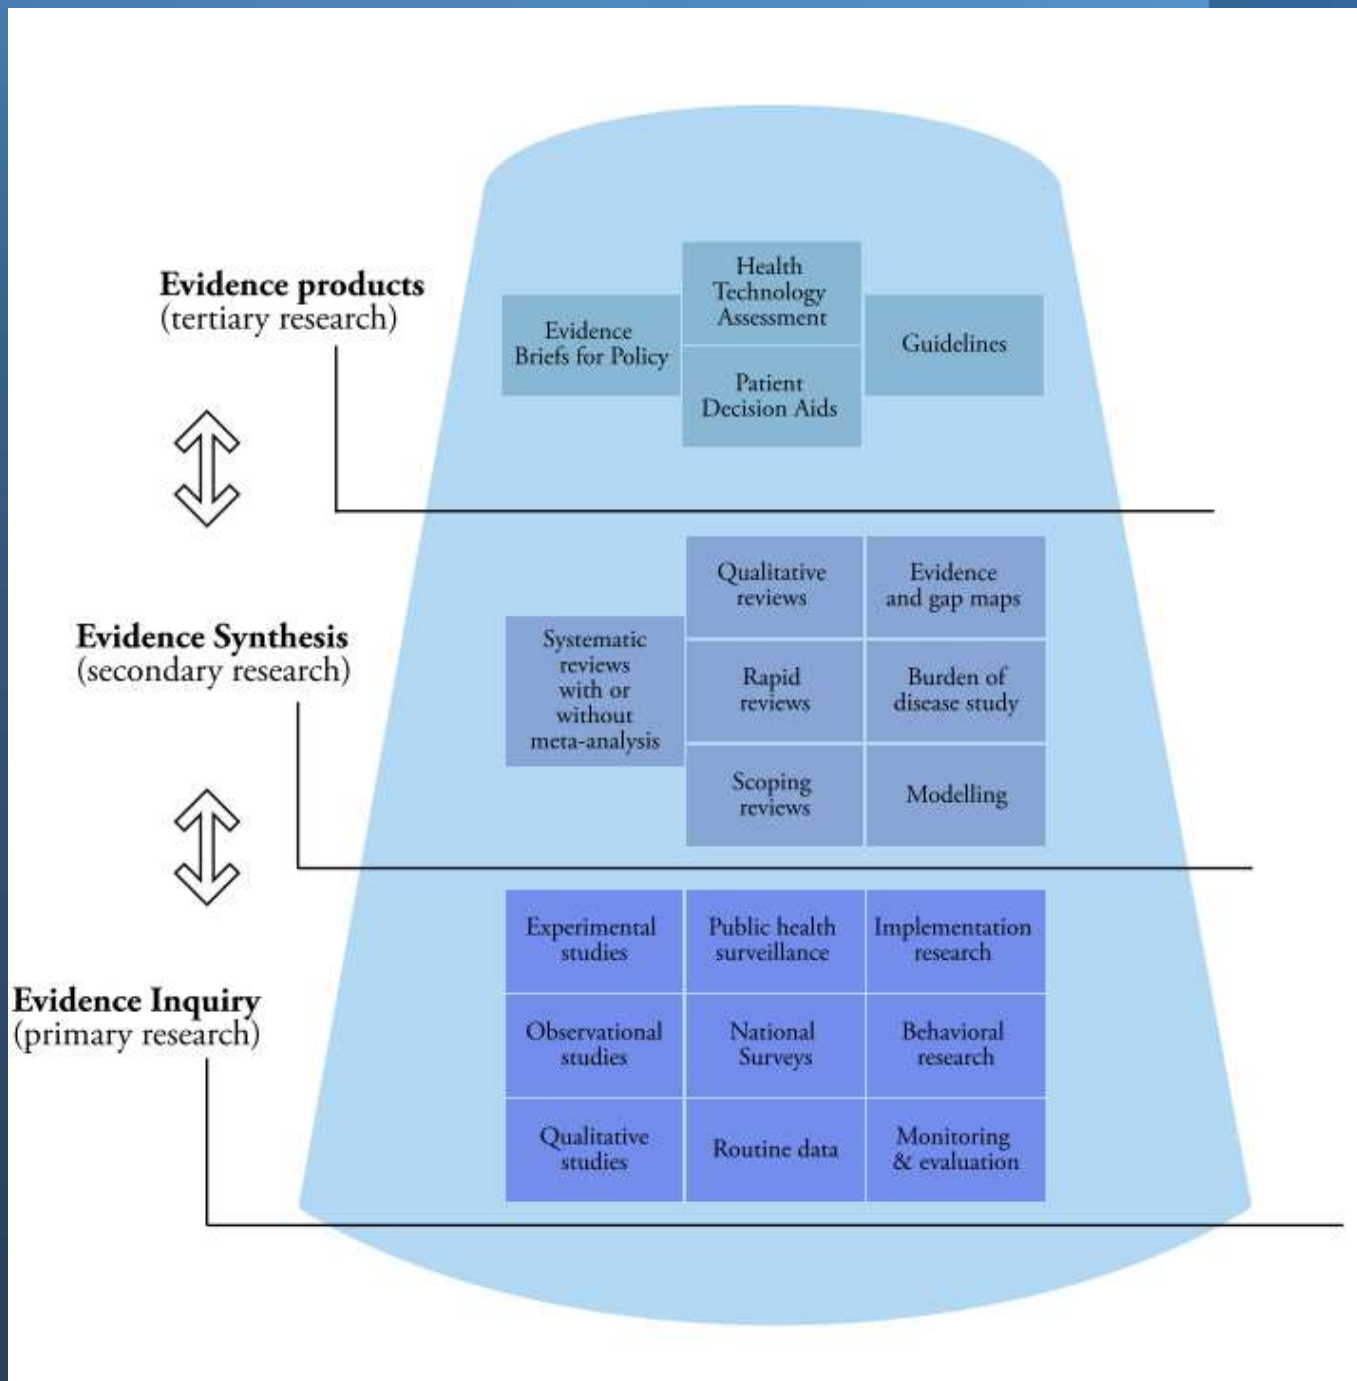 Evidence products
(tertiary research)
Health
Technology
Assessment
Evidence
Briefs for Policy
Guidelines
Patient
Decision Aids
Evidence Synthesis
(secondary research)
Systematic
reviews
with or
without
meta-analysis
Qualitative
reviews
Evidence
and gap maps
Rapid
reviews
Burden of
disease study
Scoping
reviews
Modelling
Evidence Inquiry
(primary research)
Experimental
studies
Public health
surveillance
Implementation
research
Observational
studies
National
Surveys
Behavioral
research
Qualitative
studies
Routine data
Monitoring
& evaluation